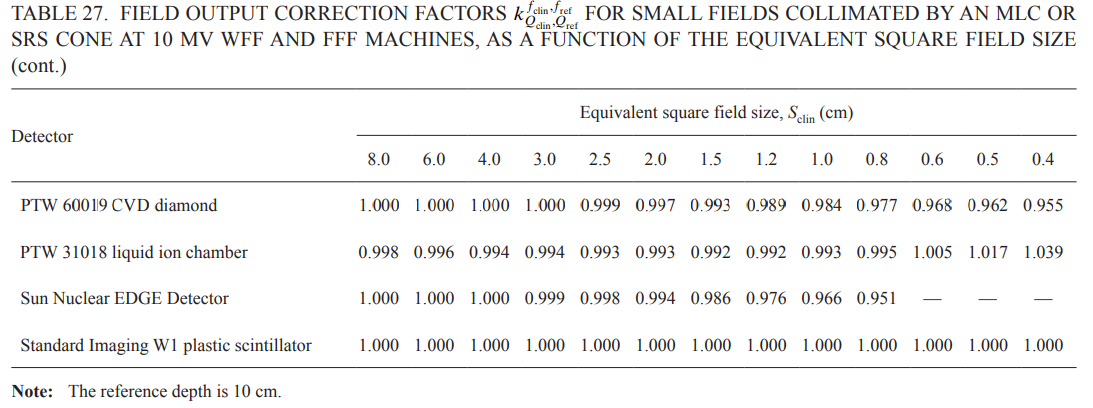 TABLE 27. FIELD OUTPUT CORRECTION FACTORS k_{Q_clin,Q_ref}^{f_clin,f_ref} FOR SMALL FIELDS COLLIMATED BY AN MLC OR
SRS CONE AT 10 MV WFF AND FFF MACHINES, AS A FUNCTION OF THE EQUIVALENT SQUARE FIELD SIZE
(cont.)
Equivalent square field size, S_clin (cm)
Detector
8.0 6.0 4.0 3.0 2.5 2.0 1.5 1.2 1.0 0.8 0.6 0.5 0.4
PTW 60019 CVD diamond 1.000 1.000 1.000 1.000 0.999 0.997 0.993 0.989 0.984 0.977 0.968 0.962 0.955
PTW 31018 liquid ion chamber 0.998 0.996 0.994 0.994 0.993 0.993 0.992 0.992 0.993 0.995 1.005 1.017 1.039
Sun Nuclear EDGE Detector 1.000 1.000 1.000 0.999 0.998 0.994 0.986 0.976 0.966 0.951 — — —
Standard Imaging W1 plastic scintillator 1.000 1.000 1.000 1.000 1.000 1.000 1.000 1.000 1.000 1.000 1.000 1.000 1.000
Note: The reference depth is 10 cm.